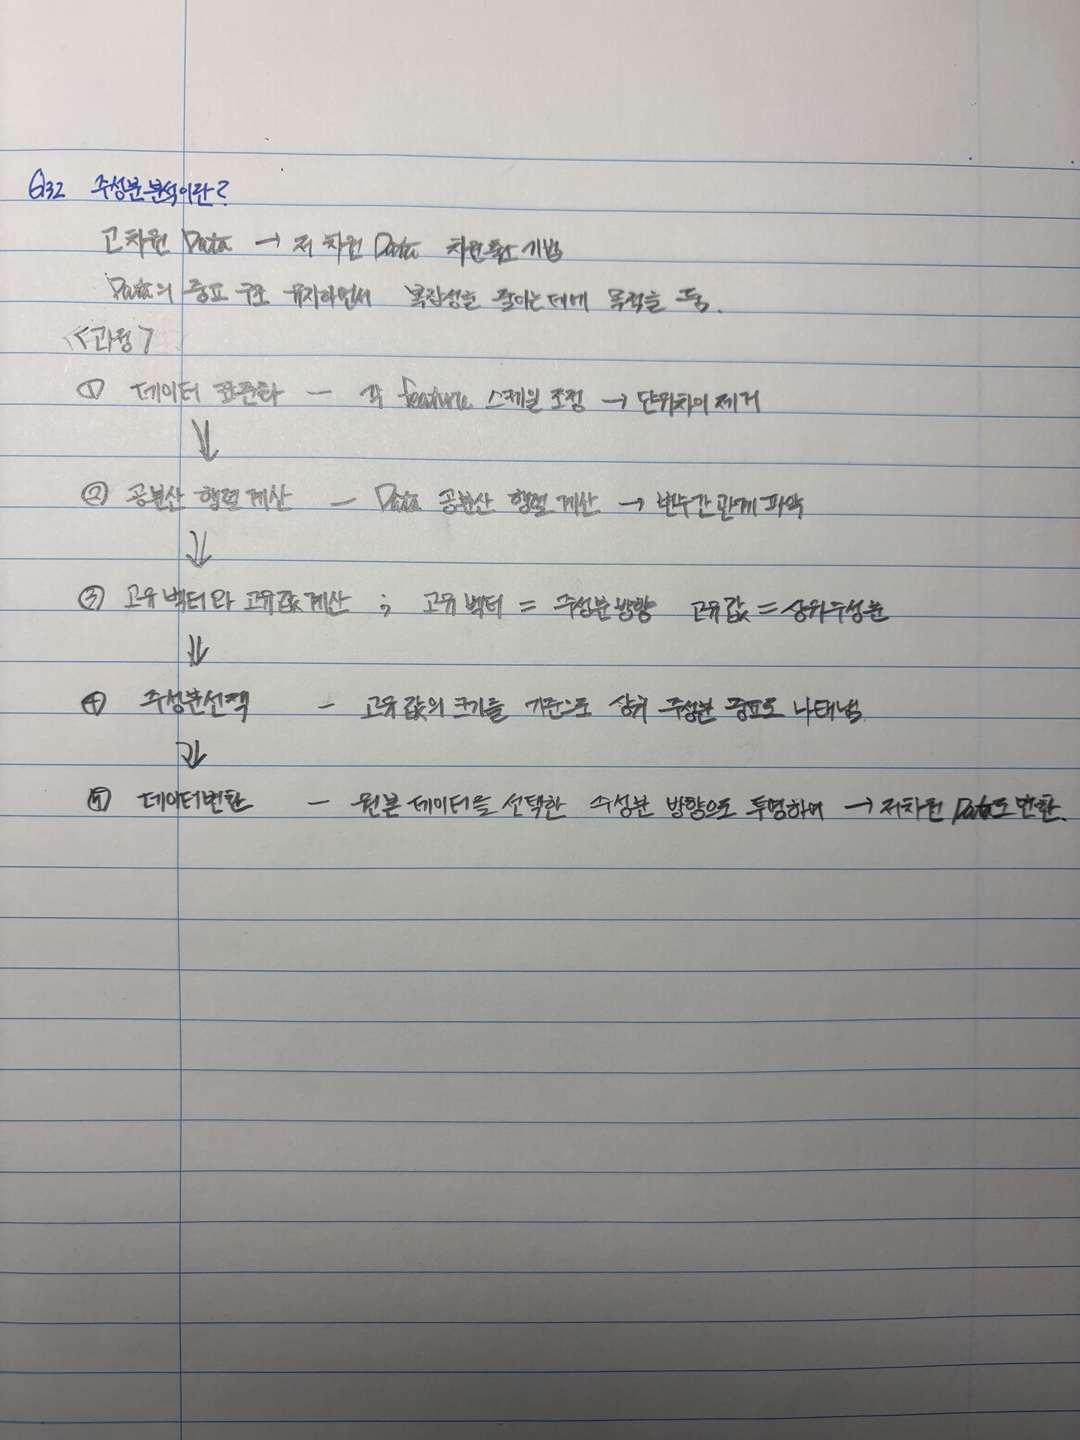 Q32 주성분분석이란?
고차원 Data → 저차원 Data 차원축소 기법
Data의 중요 구조 유지하면서 복잡성을 줄이는데에 목적을 둠.
<과정>
① 데이터 표준화 - 각 feature 스케일 조정 → 단위차이 제거
② 공분산 행렬 계산 - Data 공분산 행렬 계산 → 변수간 관계 파악
③ 고유벡터와 고유값 계산 ; 고유벡터 = 주성분 방향 고유값 = 상위주성분
④ 주성분선택 - 고유값의 크기를 기준으로 상위 주성분 중요도 나태냄.
⑤ 데이터변환 - 원본 데이터를 선택한 주성분 방향으로 투영하여 → 저차원 Data로 변환.